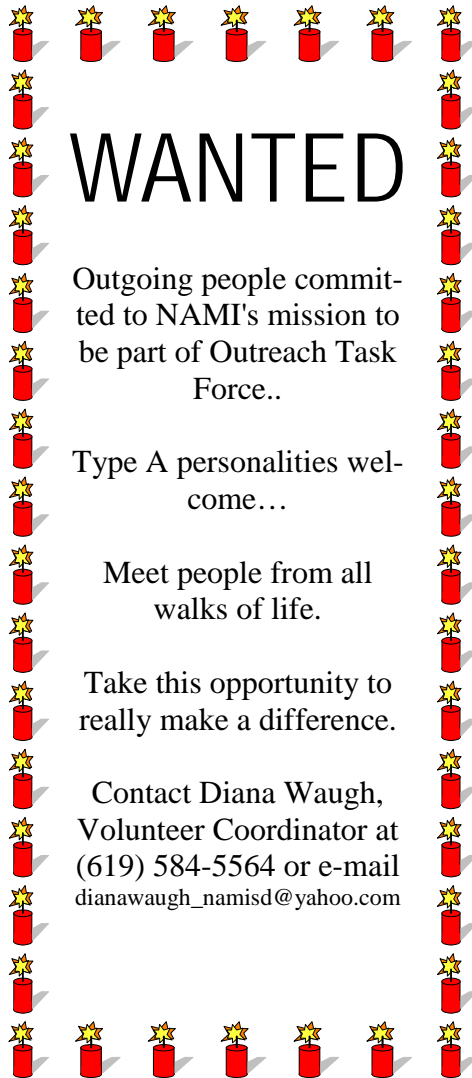 WANTED
Outgoing people commit-
ted to NAMI's mission to
be part of Outreach Task
Force..
Type A personalities wel-
come…
Meet people from all
walks of life.
Take this opportunity to
really make a difference.
Contact Diana Waugh,
Volunteer Coordinator at
(619) 584-5564 or e-mail
dianawaugh_namisd@yahoo.com